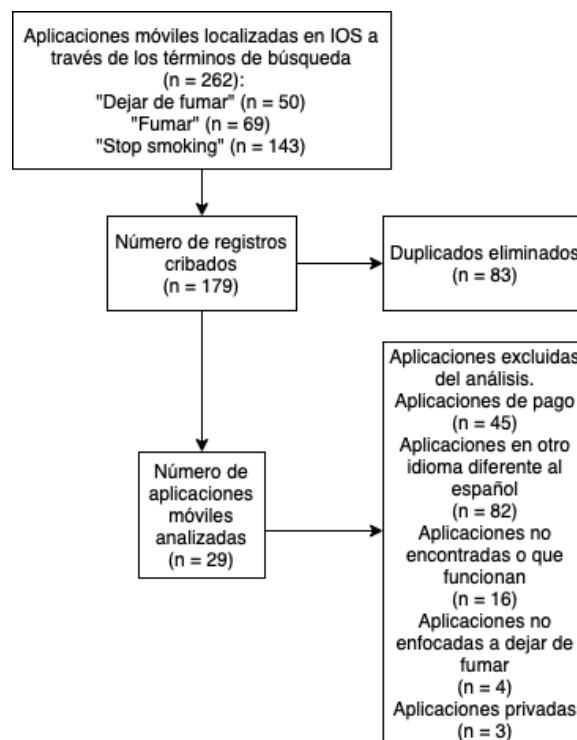 Aplicaciones móviles localizadas en IOS a
través de los términos de búsqueda
(n = 262):
"Dejar de fumar" (n = 50)
"Fumar" (n = 69)
"Stop smoking" (n = 143)
Número de registros
cribados
(n = 179)
Duplicados eliminados
(n = 83)
Número de
aplicaciones
móviles
analizadas
(n = 29)
Aplicaciones excluidas
del análisis.
Aplicaciones de pago
(n = 45)
Aplicaciones en otro
idioma diferente al
español
(n = 82)
Aplicaciones no
encontradas o que
funcionan
(n = 16)
Aplicaciones no
enfocadas a dejar de
fumar
(n = 4)
Aplicaciones privadas
(n = 3)